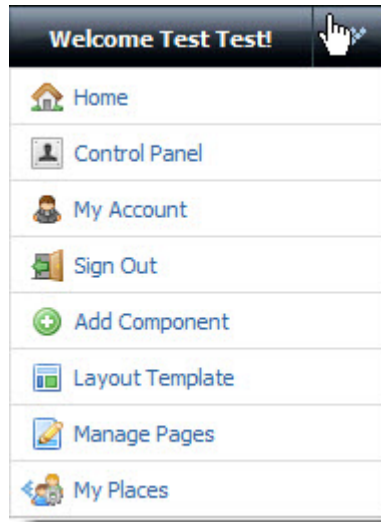 Welcome Test Test!
Home
Control Panel
My Account
Sign Out
Add Component
Layout Template
Manage Pages
My Places